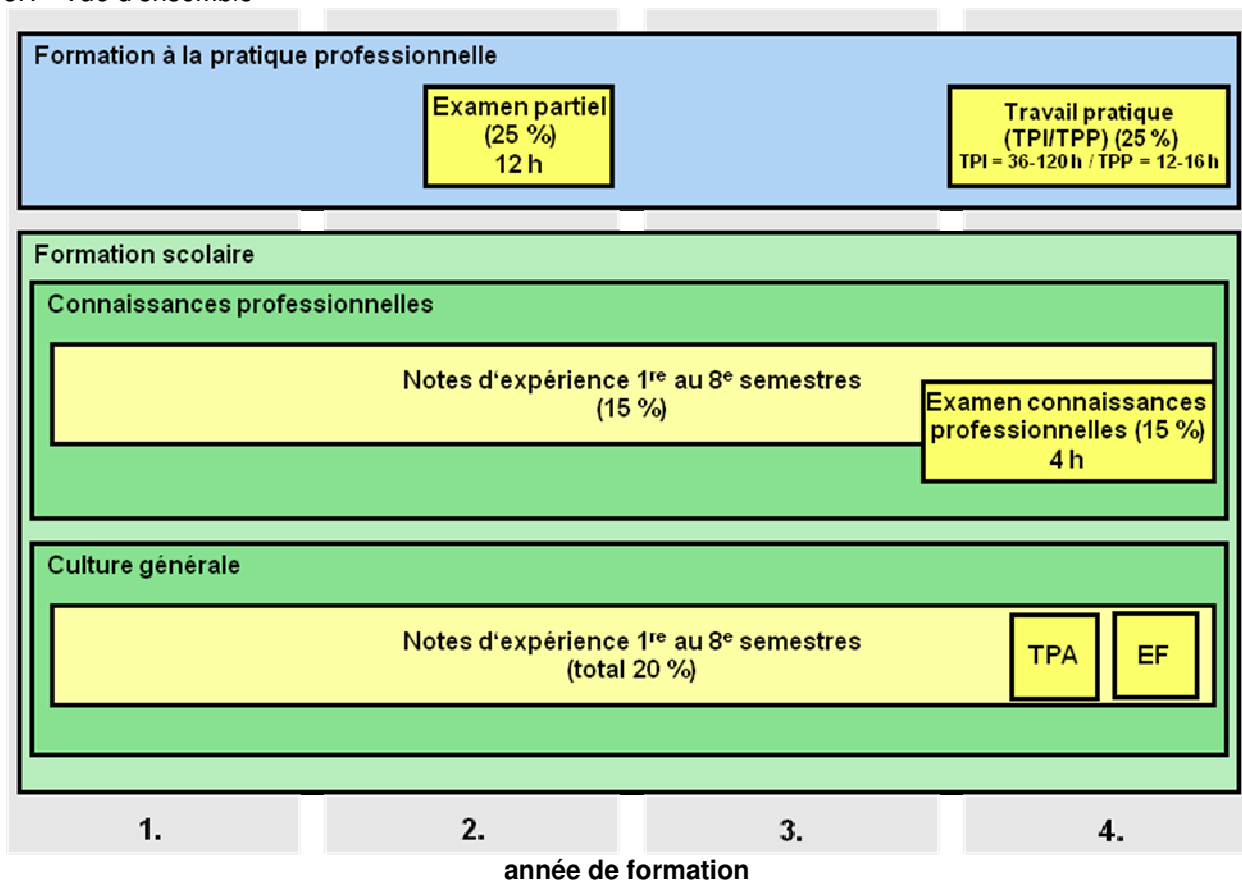 Formation à la pratique professionnelle
Examen partiel
(25 %)
12 h
Travail pratique
(TPI/TPP) (25 %)
TPI = 36-120 h / TPP = 12-16 h
Formation scolaire
Connaissances professionnelles
Notes d‘expérience 1re au 8e semestres
(15 %)
Examen connaissances
professionnelles (15 %)
4 h
Culture générale
Notes d‘expérience 1re au 8e semestres
(total 20 %)
TPA
EF
1.
2.
3.
4.
année de formation